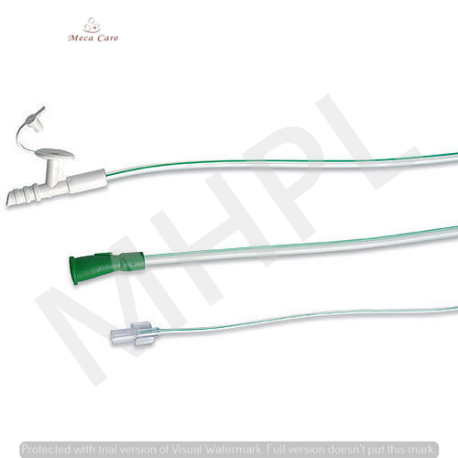 Meca Care
MHPL
Protected with trial version of Visual Watermark. Full version doesn't put this mark.